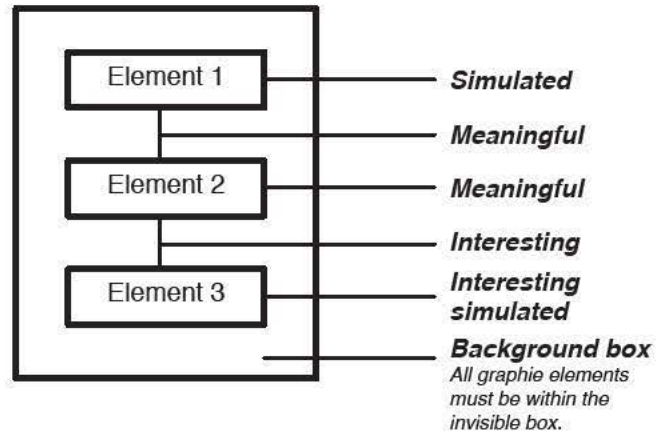 Element 1
Simulated
Meaningful
Element 2
Meaningful
Interesting
Element 3
Interesting
simulated
Background box
All graphie elements
must be within the
invisible box.